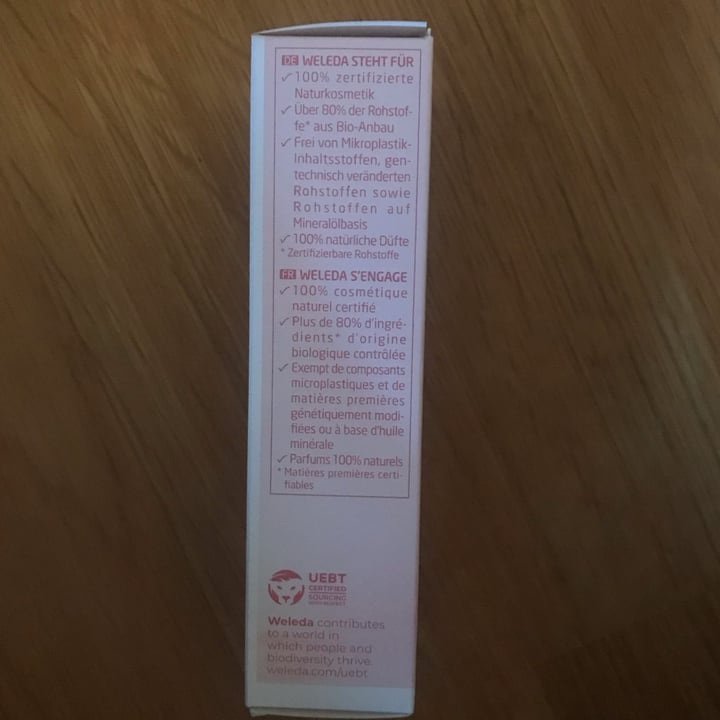 DE WELEDA STEHT FÜR
✓ 100% zertifizierte
Naturkosmetik
✓ Über 80% der Rohstof-
fe* aus Bio-Anbau
✓ Frei von Mikroplastik-
Inhaltsstoffen, gen-
technisch veränderten
Rohstoffen sowie
Rohstoffen auf
Mineralölbasis
✓ 100% natürliche Düfte
* Zertifizierbare Rohstoffe
FR WELEDA S'ENGAGE
✓ 100% cosmétique
naturel certifié
✓ Plus de 80% d'ingré-
dients* d'origine
biologique contrôlée
✓ Exempt de composants
microplastiques et de
matières premières
génétiquement modi-
fiées ou à base d'huile
minérale
✓ Parfums 100% naturels
* Matières premières certi-
fiables
UEBT
CERTIFIED
SOURCING
WITH RESPECT
Weleda contributes
to a world in
which people and
biodiversity thrive.
weleda.com/uebt